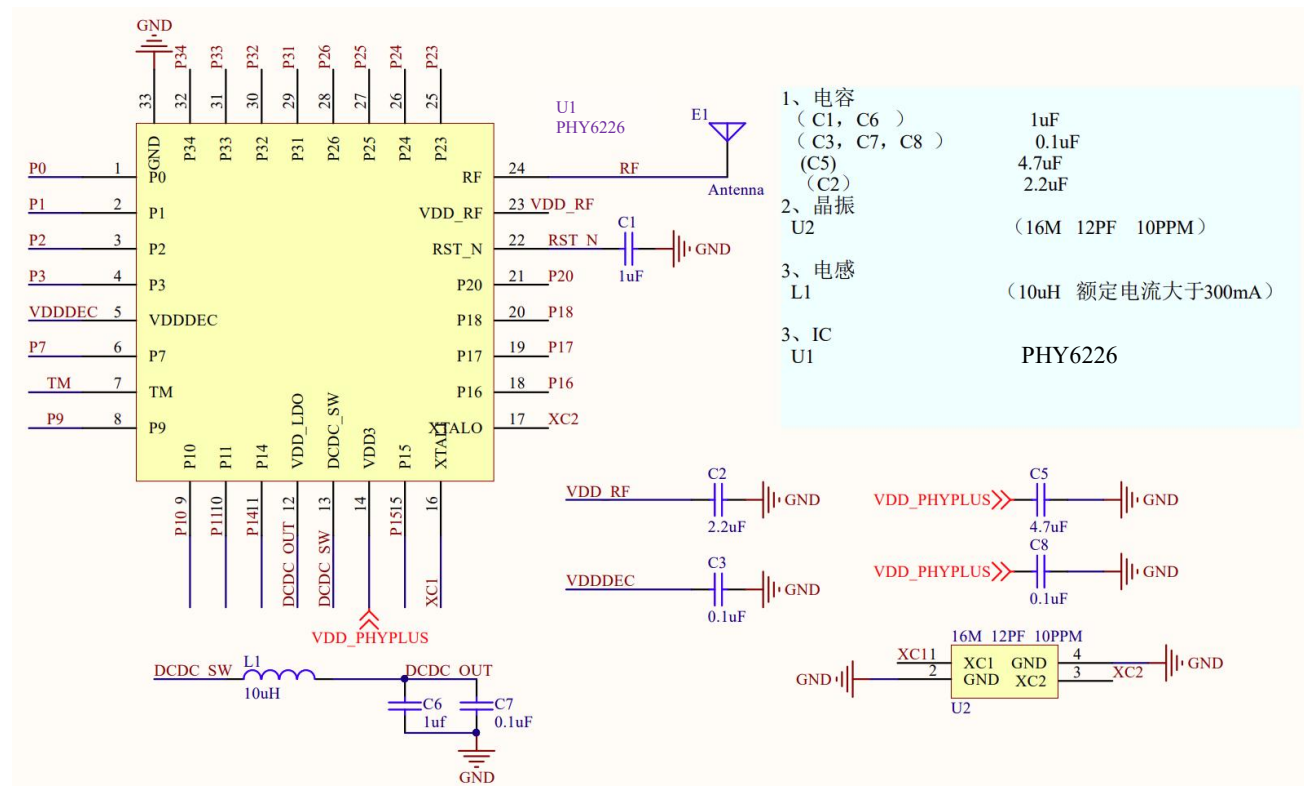 GND
P34
P33
P32
P31
P26
P25
P24
P23
33
32
31
30
29
28
27
26
25
U1
PHY6226
E1
Antenna
GND
P34
P33
P32
P31
P26
P25
P24
P23
P0 1 P0
P1 2 P1
P2 3 P2
P3 4 P3
VDDDEC 5 VDDDEC
P7 6 P7
TM 7 TM
P9 8 P9
RF 24 RF
VDD_RF 23 VDD_RF
RST_N 22 RST_N
C1
1uF
GND
P20 21 P20
P18 20 P18
P17 19 P17
P16 18 P16
XTALO 17 XC2
P10
P11
P14
VDD_LDO
DCDC_SW
VDD3
P15
XTALI
P10 9
P11 10
P14 11
DCDC_OUT 12
DCDC_SW 13
14
P15 15
XC1 16
VDD_PHYPLUS
1、电容
（ C1，C6 ） 1uF
（ C3，C7，C8 ） 0.1uF
(C5) 4.7uF
（C2） 2.2uF
2、晶振
U2 （16M 12PF 10PPM）
3、电感
L1 （10uH 额定电流大于300mA）
3、IC
U1 PHY6226
VDD_RF
C2
2.2uF
GND
VDD_PHYPLUS
C5
4.7uF
GND
VDDDEC
C3
0.1uF
GND
VDD_PHYPLUS
C8
0.1uF
GND
DCDC_SW
L1
10uH
DCDC_OUT
C6
1uf
C7
0.1uF
GND
16M 12PF 10PPM
XC1 1 XC1 GND 4 GND
GND 2 GND XC2 3 XC2
U2